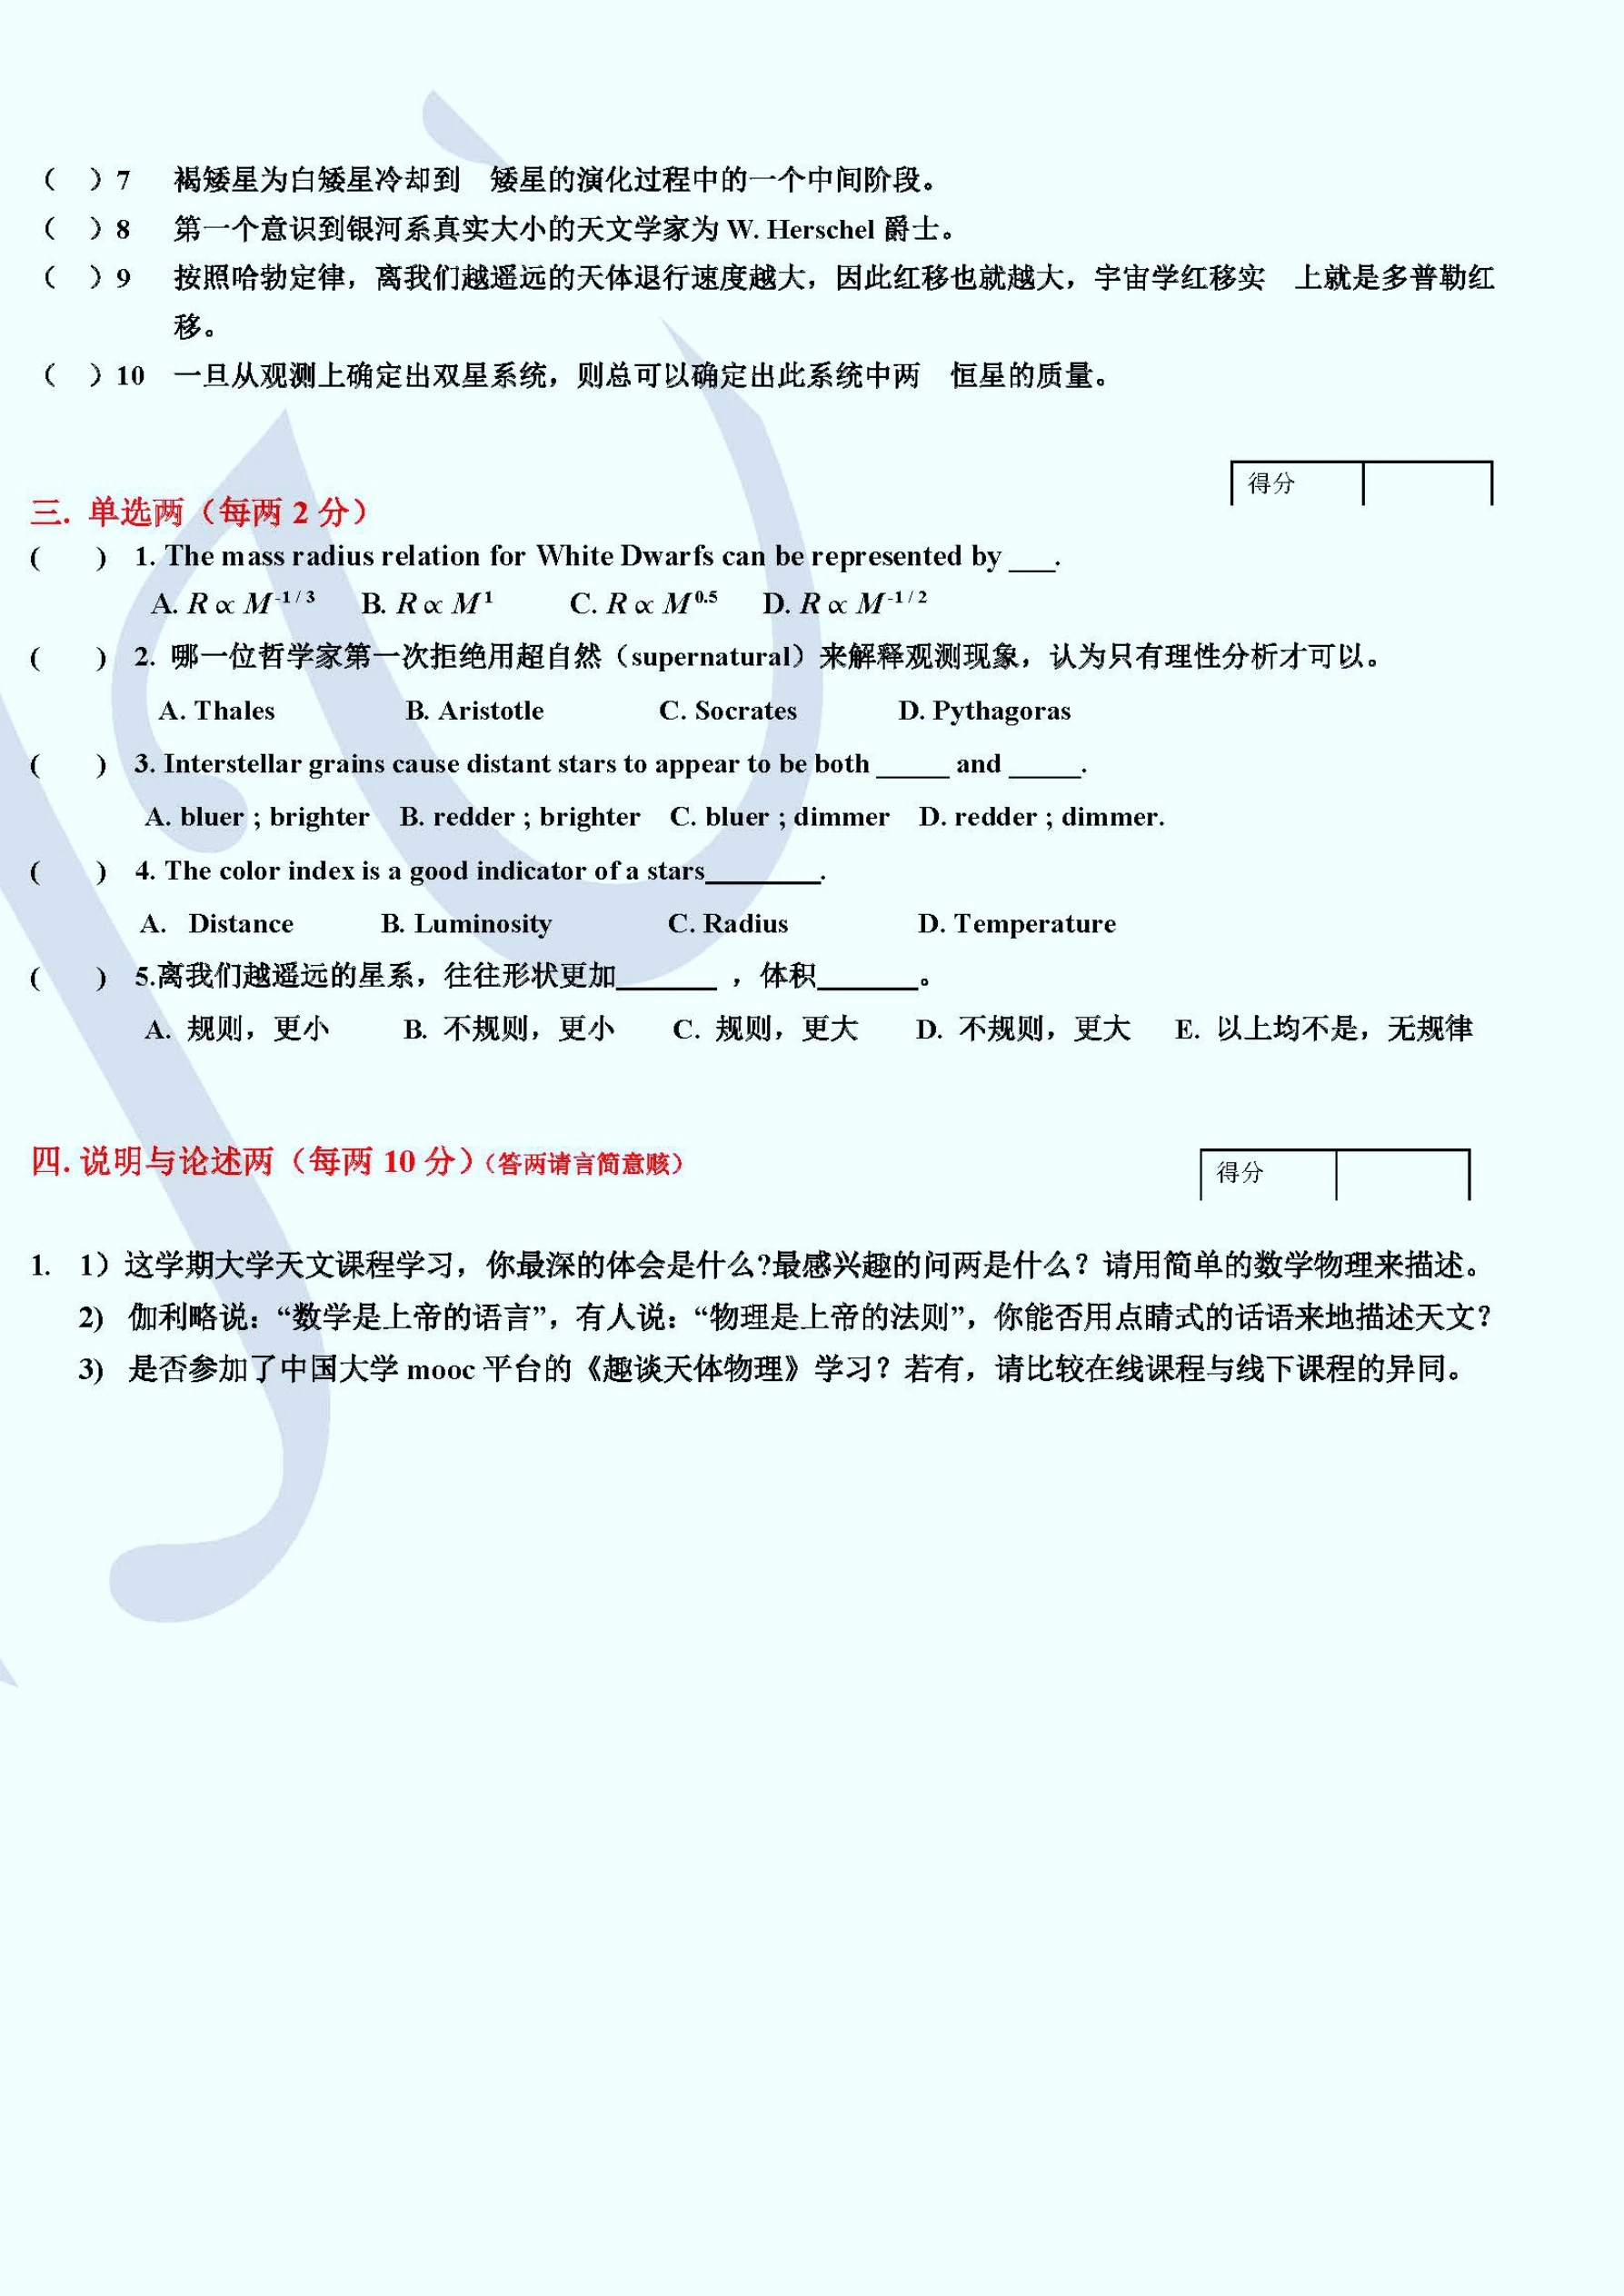 （ ）7 褐矮星为白矮星冷却到 矮星的演化过程中的一个中间阶段。
（ ）8 第一个意识到银河系真实大小的天文学家为 W. Herschel 爵士。
（ ）9 按照哈勃定律，离我们越遥远的天体退行速度越大，因此红移也就越大，宇宙学红移实 上就是多普勒红
移。
（ ）10 一旦从观测上确定出双星系统，则总可以确定出此系统中两 恒星的质量。
得分
三. 单选两（每两 2 分）
( ) 1. The mass radius relation for White Dwarfs can be represented by ___.
A. R ∝ M^-1/3 B. R ∝ M^1 C. R ∝ M^0.5 D. R ∝ M^-1/2
( ) 2. 哪一位哲学家第一次拒绝用超自然（supernatural）来解释观测现象，认为只有理性分析才可以。
A. Thales B. Aristotle C. Socrates D. Pythagoras
( ) 3. Interstellar grains cause distant stars to appear to be both _____ and _____.
A. bluer ; brighter B. redder ; brighter C. bluer ; dimmer D. redder ; dimmer.
( ) 4. The color index is a good indicator of a stars________.
A. Distance B. Luminosity C. Radius D. Temperature
( ) 5.离我们越遥远的星系，往往形状更加_______ ，体积_______。
A. 规则，更小 B. 不规则，更小 C. 规则，更大 D. 不规则，更大 E. 以上均不是，无规律
四. 说明与论述两（每两 10 分）（答两请言简意赅）
得分
1. 1）这学期大学天文课程学习，你最深的体会是什么?最感兴趣的问两是什么？请用简单的数学物理来描述。
2) 伽利略说：“数学是上帝的语言”，有人说：“物理是上帝的法则”，你能否用点睛式的话语来地描述天文？
3) 是否参加了中国大学 mooc 平台的《趣谈天体物理》学习？若有，请比较在线课程与线下课程的异同。